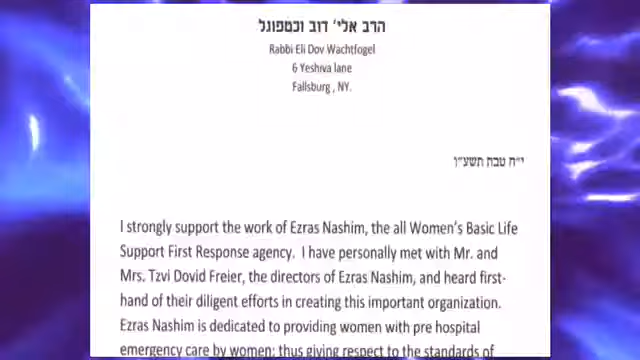 הרב אלי' דוב וכטפוגל
Rabbi Eli Dov Wachtfogel
6 Yeshiva lane
Fallsburg , NY.
י"ח טבת תשע"ו
I strongly support the work of Ezras Nashim, the all Women's Basic Life
Support First Response agency. I have personally met with Mr. and
Mrs. Tzvi Dovid Freier, the directors of Ezras Nashim, and heard first-
hand of their diligent efforts in creating this important organization.
Ezras Nashim is dedicated to providing women with pre hospital
emergency care by women; thus giving respect to the standards of